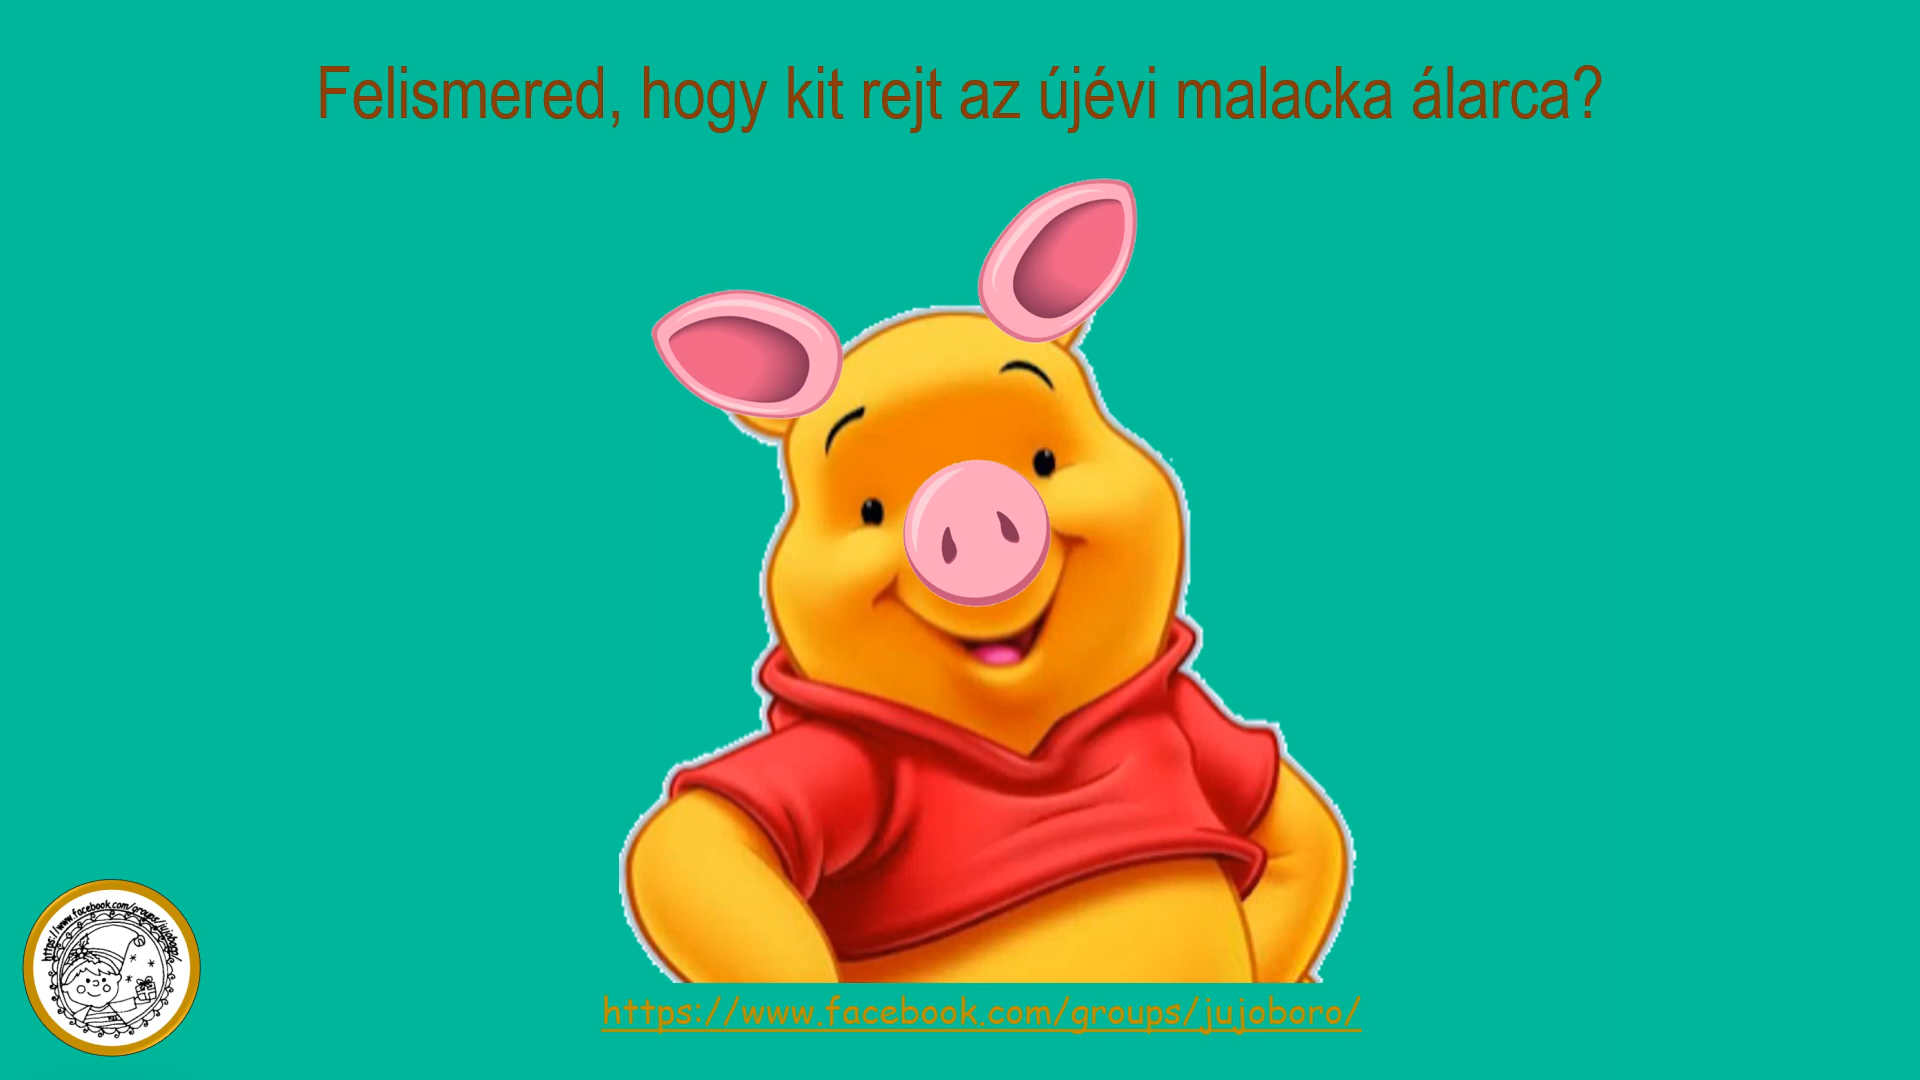 Felismered, hogy kit rejt az újévi malacka álarca?
https://www.facebook.com/groups/jujoboro/